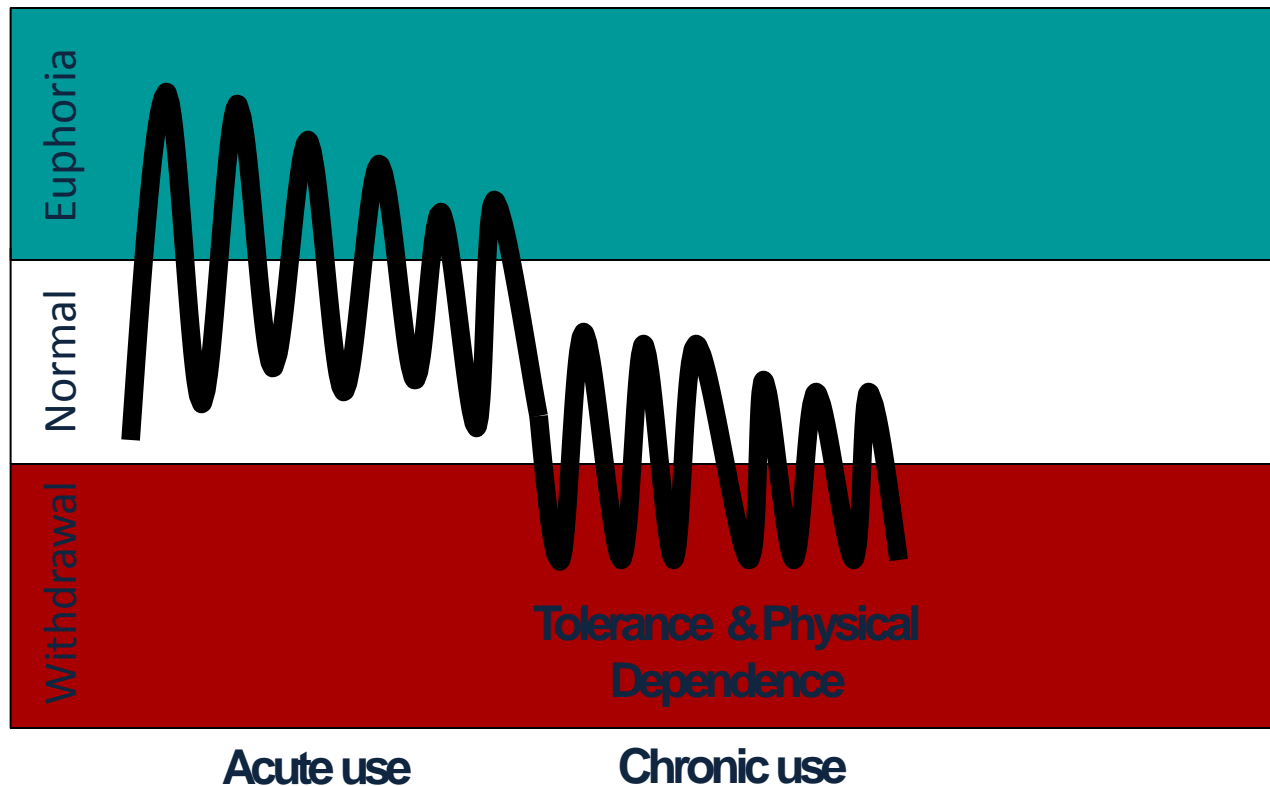 Euphoria
Normal
Withdrawal
Tolerance & Physical
Dependence
Acute use
Chronic use